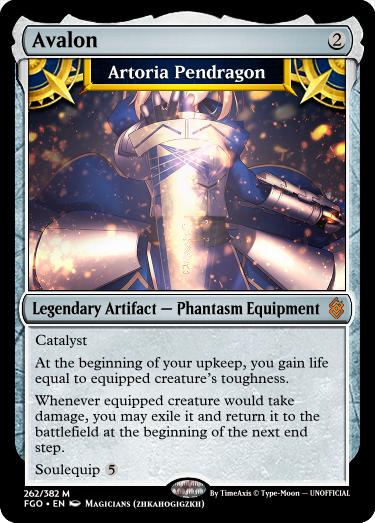 Avalon 2
Artoria Pendragon
Legendary Artifact — Phantasm Equipment
Catalyst
At the beginning of your upkeep, you gain life
equal to equipped creature's toughness.
Whenever equipped creature would take
damage, you may exile it and return it to the
battlefield at the beginning of the next end
step.
Soulequip 5
262/382 M
FGO • EN Magicians (zhkahogigzkh)
By TimeAxis © Type-Moon — UNOFFICIAL